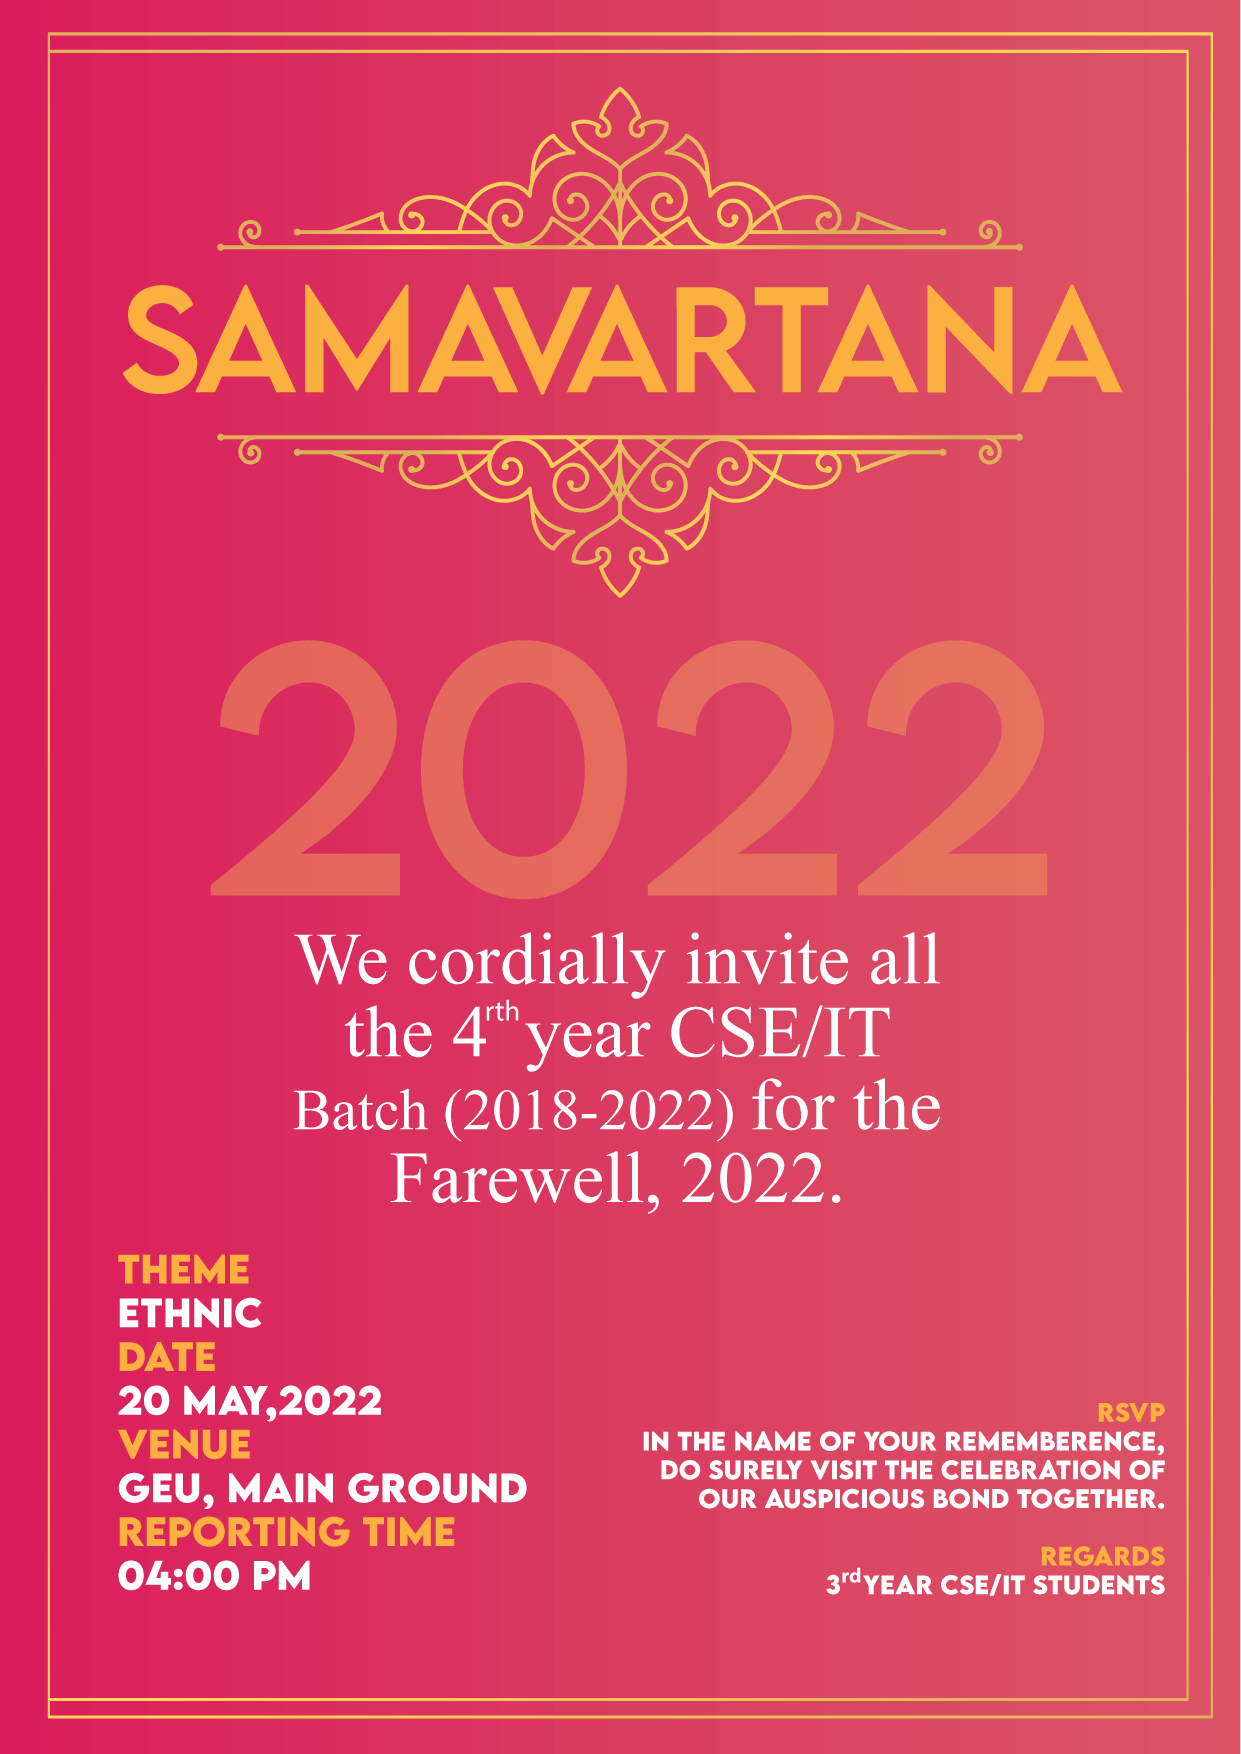 SAMAVARTANA
2022
We cordially invite all
the 4rth year CSE/IT
Batch (2018-2022) for the
Farewell, 2022.
THEME
ETHNIC
DATE
20 MAY,2022
VENUE
GEU, MAIN GROUND
REPORTING TIME
04:00 PM
RSVP
IN THE NAME OF YOUR REMEMBERENCE,
DO SURELY VISIT THE CELEBRATION OF
OUR AUSPICIOUS BOND TOGETHER.
REGARDS
3rd YEAR CSE/IT STUDENTS